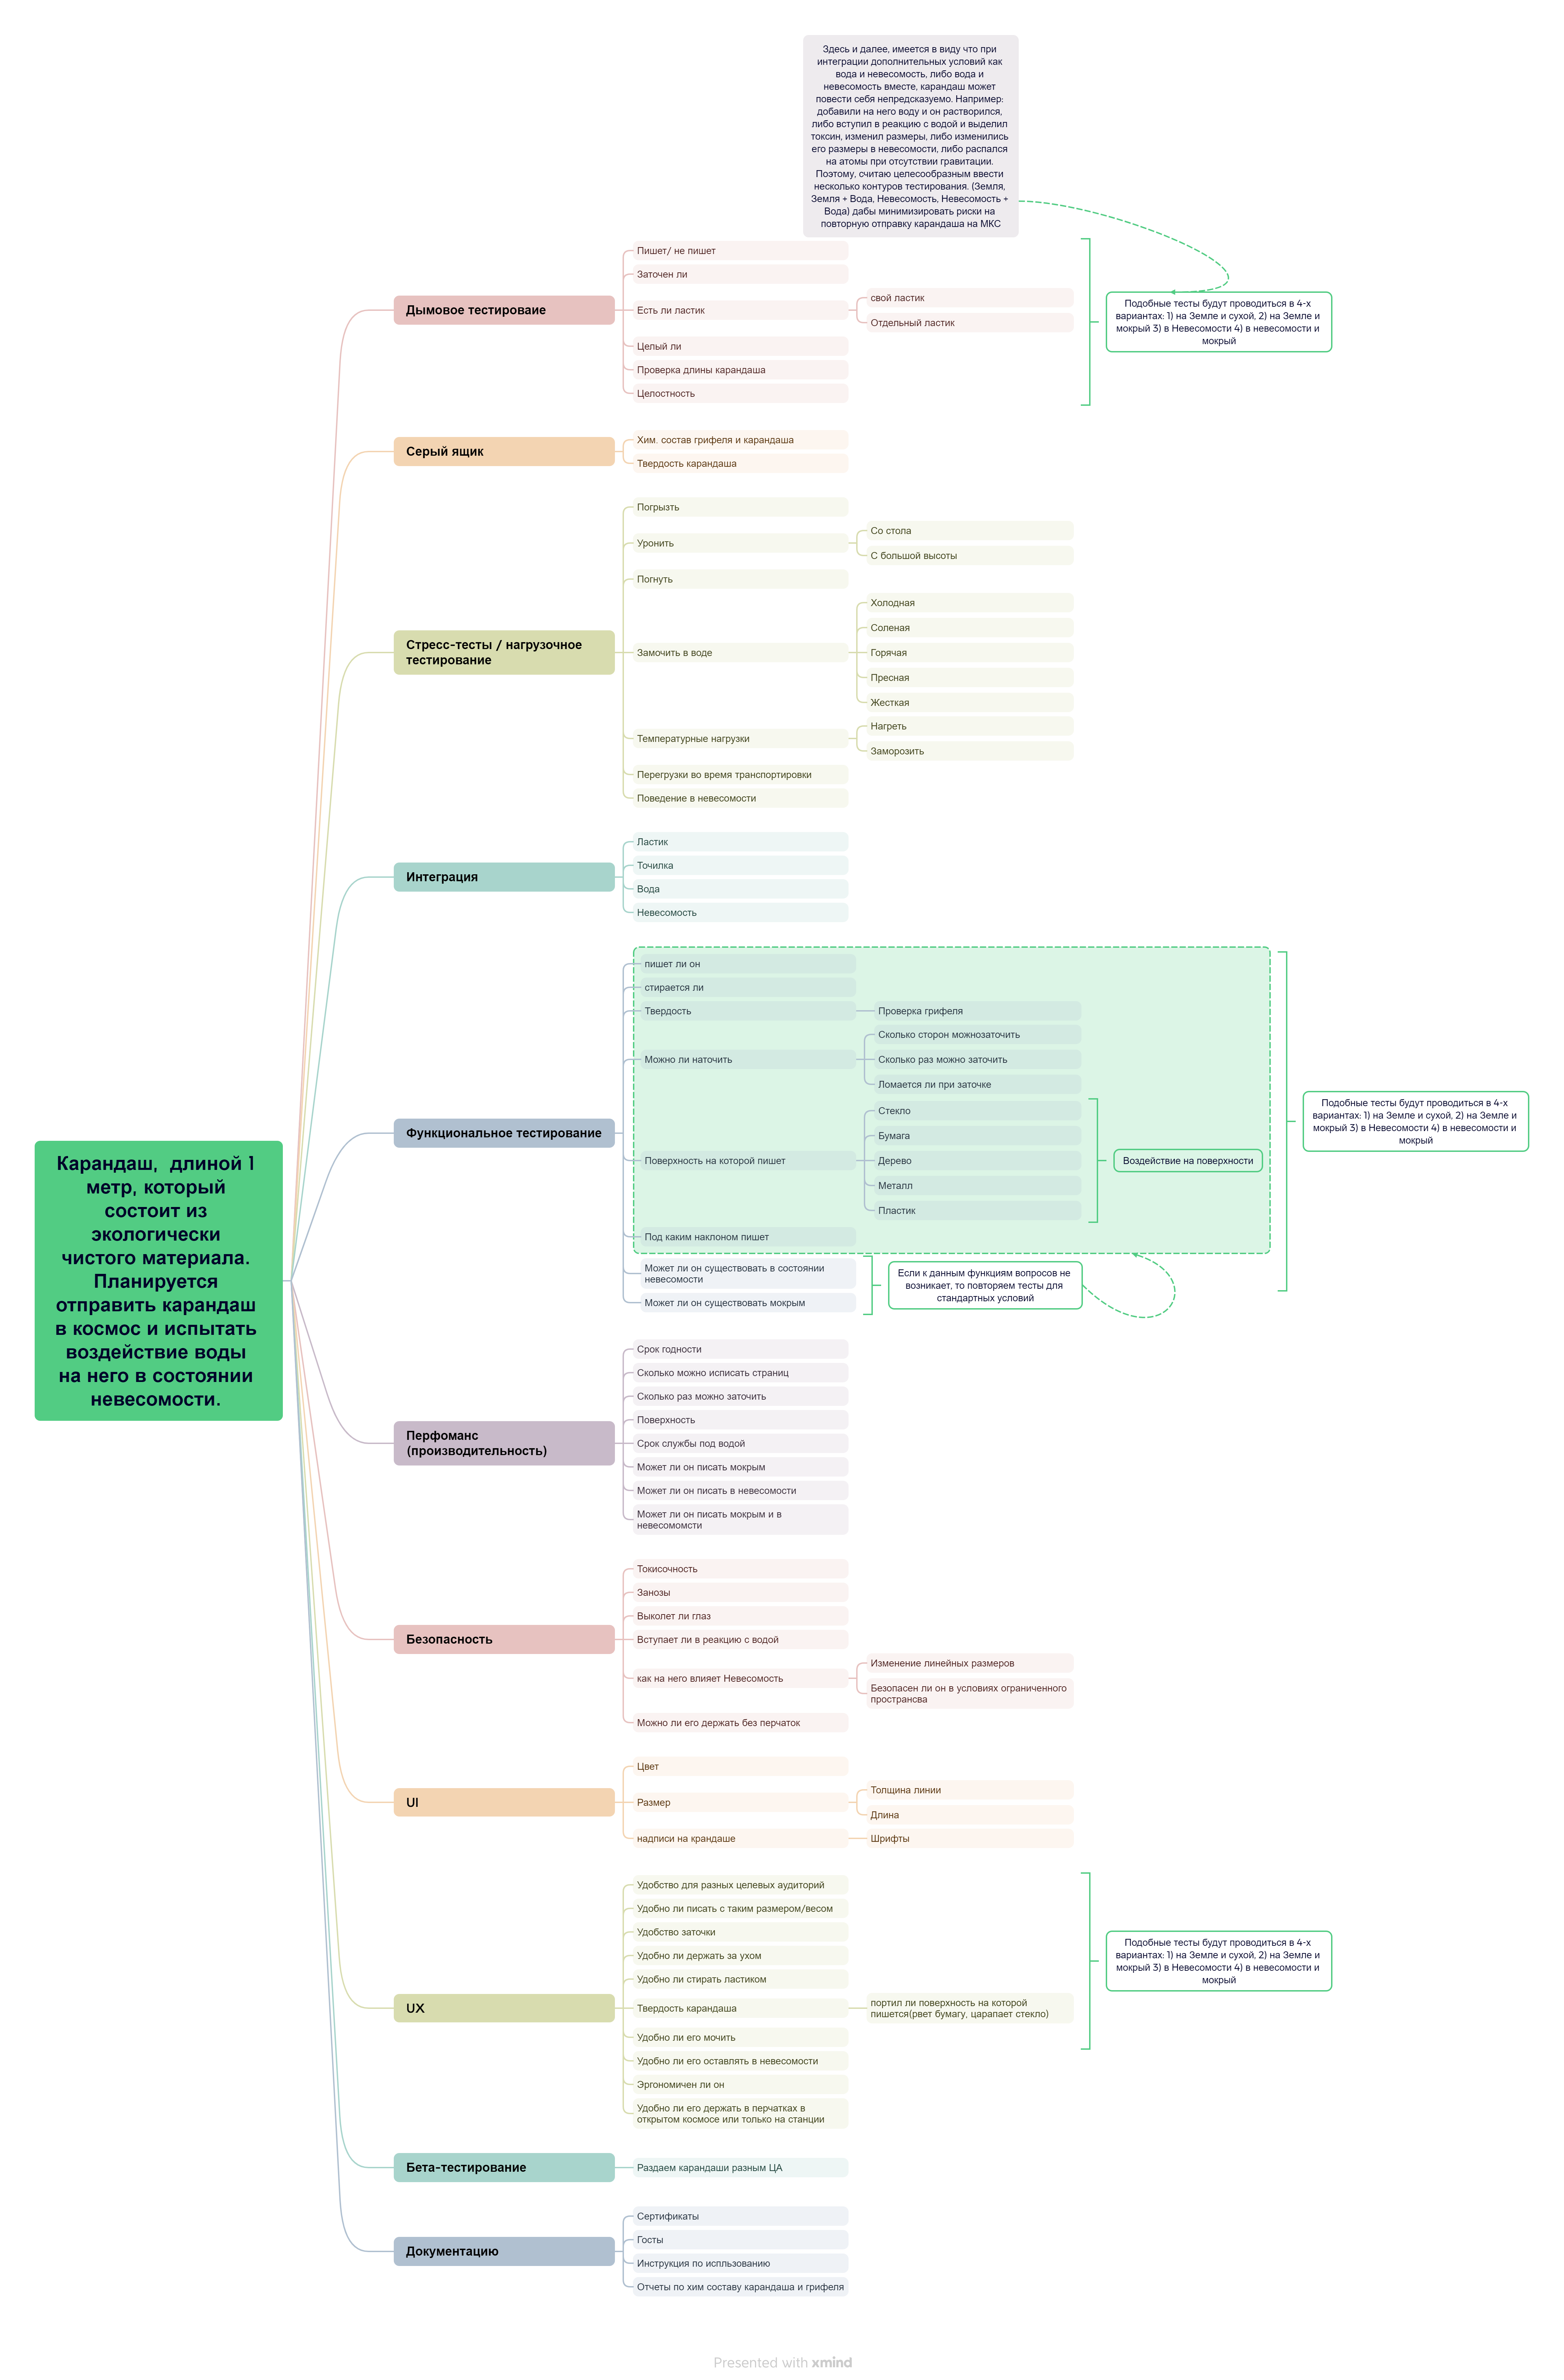 Здесь и далее, имеется в виду что при
интеграции дополнительных условий как
вода и невесомость, либо вода и
невесомость вместе, карандаш может
повести себя непредсказуемо. Например:
добавили на него воду и он растворился,
либо вступил в реакцию с водой и выделил
токсин, изменил размеры, либо изменились
его размеры в невесомости, либо распался
на атомы при отсутствии гравитации.
Поэтому, считаю целесообразным ввести
несколько контуров тестирования. (Земля,
Земля + Вода, Невесомость, Невесомость +
Вода) дабы минимизировать риски на
повторную отправку карандаша на МКС
Карандаш, длиной 1
метр, который
состоит из
экологически
чистого материала.
Планируется
отправить карандаш
в космос и испытать
воздействие воды
на него в состоянии
невесомости.
Дымовое тестироваие
Пишет/ не пишет
Заточен ли
Есть ли ластик
свой ластик
Отдельный ластик
Целый ли
Проверка длины карандаша
Целостность
Подобные тесты будут проводиться в 4-х
вариантах: 1) на Земле и сухой, 2) на Земле и
мокрый 3) в Невесомости 4) в невесомости и
мокрый
Серый ящик
Хим. состав грифеля и карандаша
Твердость карандаша
Стресс-тесты / нагрузочное
тестирование
Погрызть
Уронить
Со стола
С большой высоты
Погнуть
Замочить в воде
Холодная
Соленая
Горячая
Пресная
Жесткая
Температурные нагрузки
Нагреть
Заморозить
Перегрузки во время транспортировки
Поведение в невесомости
Интеграция
Ластик
Точилка
Вода
Невесомость
Функциональное тестирование
пишет ли он
стирается ли
Твердость
Проверка грифеля
Можно ли наточить
Сколько сторон можнозаточить
Сколько раз можно заточить
Ломается ли при заточке
Поверхность на которой пишет
Стекло
Бумага
Дерево
Металл
Пластик
Воздействие на поверхности
Под каким наклоном пишет
Может ли он существовать в состоянии
невесомости
Может ли он существовать мокрым
Если к данным функциям вопросов не
возникает, то повторяем тесты для
стандартных условий
Подобные тесты будут проводиться в 4-х
вариантах: 1) на Земле и сухой, 2) на Земле и
мокрый 3) в Невесомости 4) в невесомости и
мокрый
Перфоманс
(производительность)
Срок годности
Сколько можно исписать страниц
Сколько раз можно заточить
Поверхность
Срок службы под водой
Может ли он писать мокрым
Может ли он писать в невесомости
Может ли он писать мокрым и в
невесомомсти
Безопасность
Токисочность
Занозы
Выколет ли глаз
Вступает ли в реакцию с водой
как на него влияет Невесомость
Изменение линейных размеров
Безопасен ли он в условиях ограниченного
пространсва
Можно ли его держать без перчаток
UI
Цвет
Размер
Толщина линии
Длина
надписи на крандаше
Шрифты
UX
Удобство для разных целевых аудиторий
Удобно ли писать с таким размером/весом
Удобство заточки
Удобно ли держать за ухом
Удобно ли стирать ластиком
Твердость карандаша
портил ли поверхность на которой
пишется(рвет бумагу, царапает стекло)
Удобно ли его мочить
Удобно ли его оставлять в невесомости
Эргономичен ли он
Удобно ли его держать в перчатках в
открытом космосе или только на станции
Подобные тесты будут проводиться в 4-х
вариантах: 1) на Земле и сухой, 2) на Земле и
мокрый 3) в Невесомости 4) в невесомости и
мокрый
Бета-тестирование
Раздаем карандаши разным ЦА
Документацию
Сертификаты
Госты
Инструкция по испльзованию
Отчеты по хим составу карандаша и грифеля
Presented with xmind